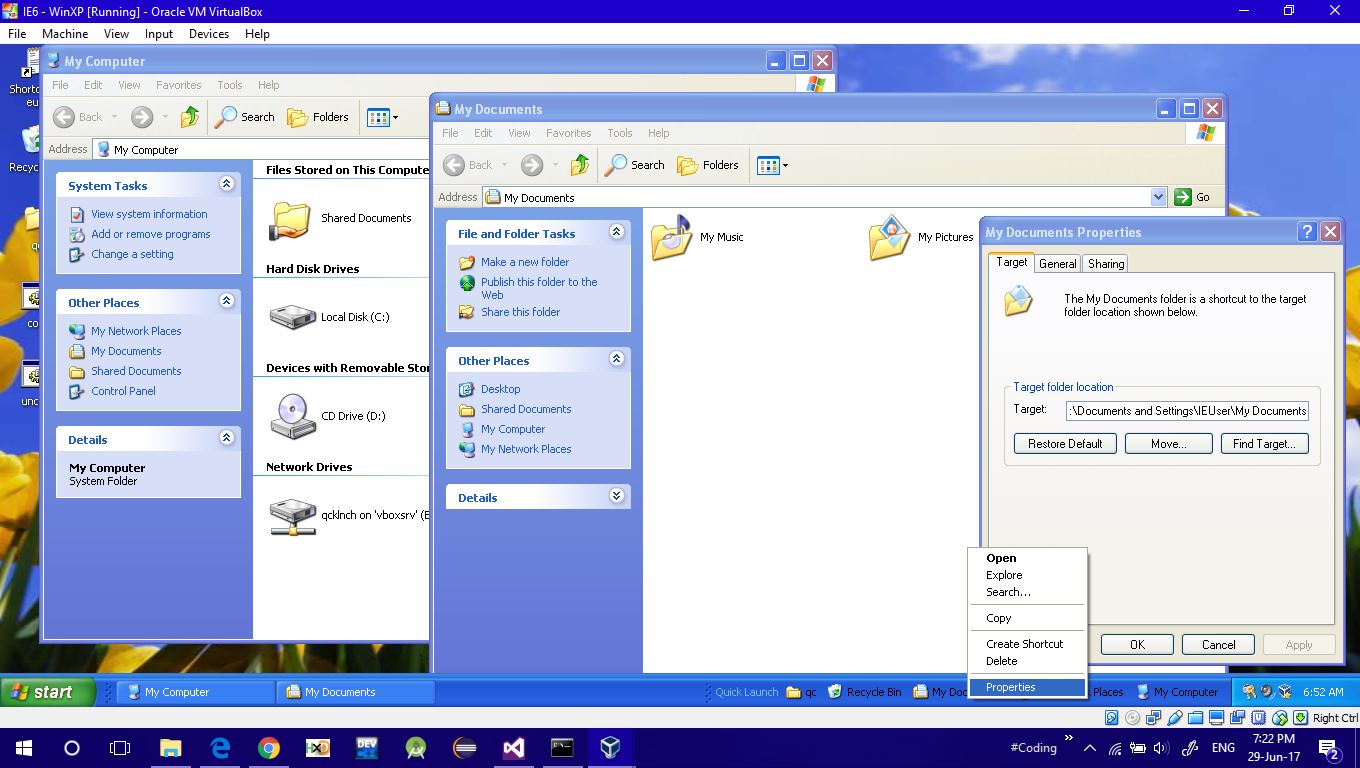 IE6 - WinXP [Running] - Oracle VM VirtualBox
File Machine View Input Devices Help
My Computer
File Edit View Favorites Tools Help
Back Search Folders
Address My Computer
System Tasks
View system information
Add or remove programs
Change a setting
Other Places
My Network Places
My Documents
Shared Documents
Control Panel
Details
My Computer
System Folder
Files Stored on This Compute
Shared Documents
Hard Disk Drives
Local Disk (C:)
Devices with Removable Stor
CD Drive (D:)
Network Drives
qcklnch on 'vboxsrv' (E
My Documents
File Edit View Favorites Tools Help
Back Search Folders
Address My Documents Go
File and Folder Tasks
Make a new folder
Publish this folder to the
Web
Share this folder
Other Places
Desktop
Shared Documents
My Computer
My Network Places
Details
My Music
My Pictures
My Documents Properties
Target General Sharing
The My Documents folder is a shortcut to the target
folder location shown below.
Target folder location
Target: :\Documents and Settings\IEUser\My Documents
Restore Default Move... Find Target...
OK Cancel Apply
Open
Explore
Search...
Copy
Create Shortcut
Delete
Properties
Shortc
eu
Recyc
co
unc
start My Computer My Documents Quick Launch qc Recycle Bin My Doc Places My Computer 6:52 AM
Right Ctrl
#Coding ENG 7:22 PM
29-Jun-17
2